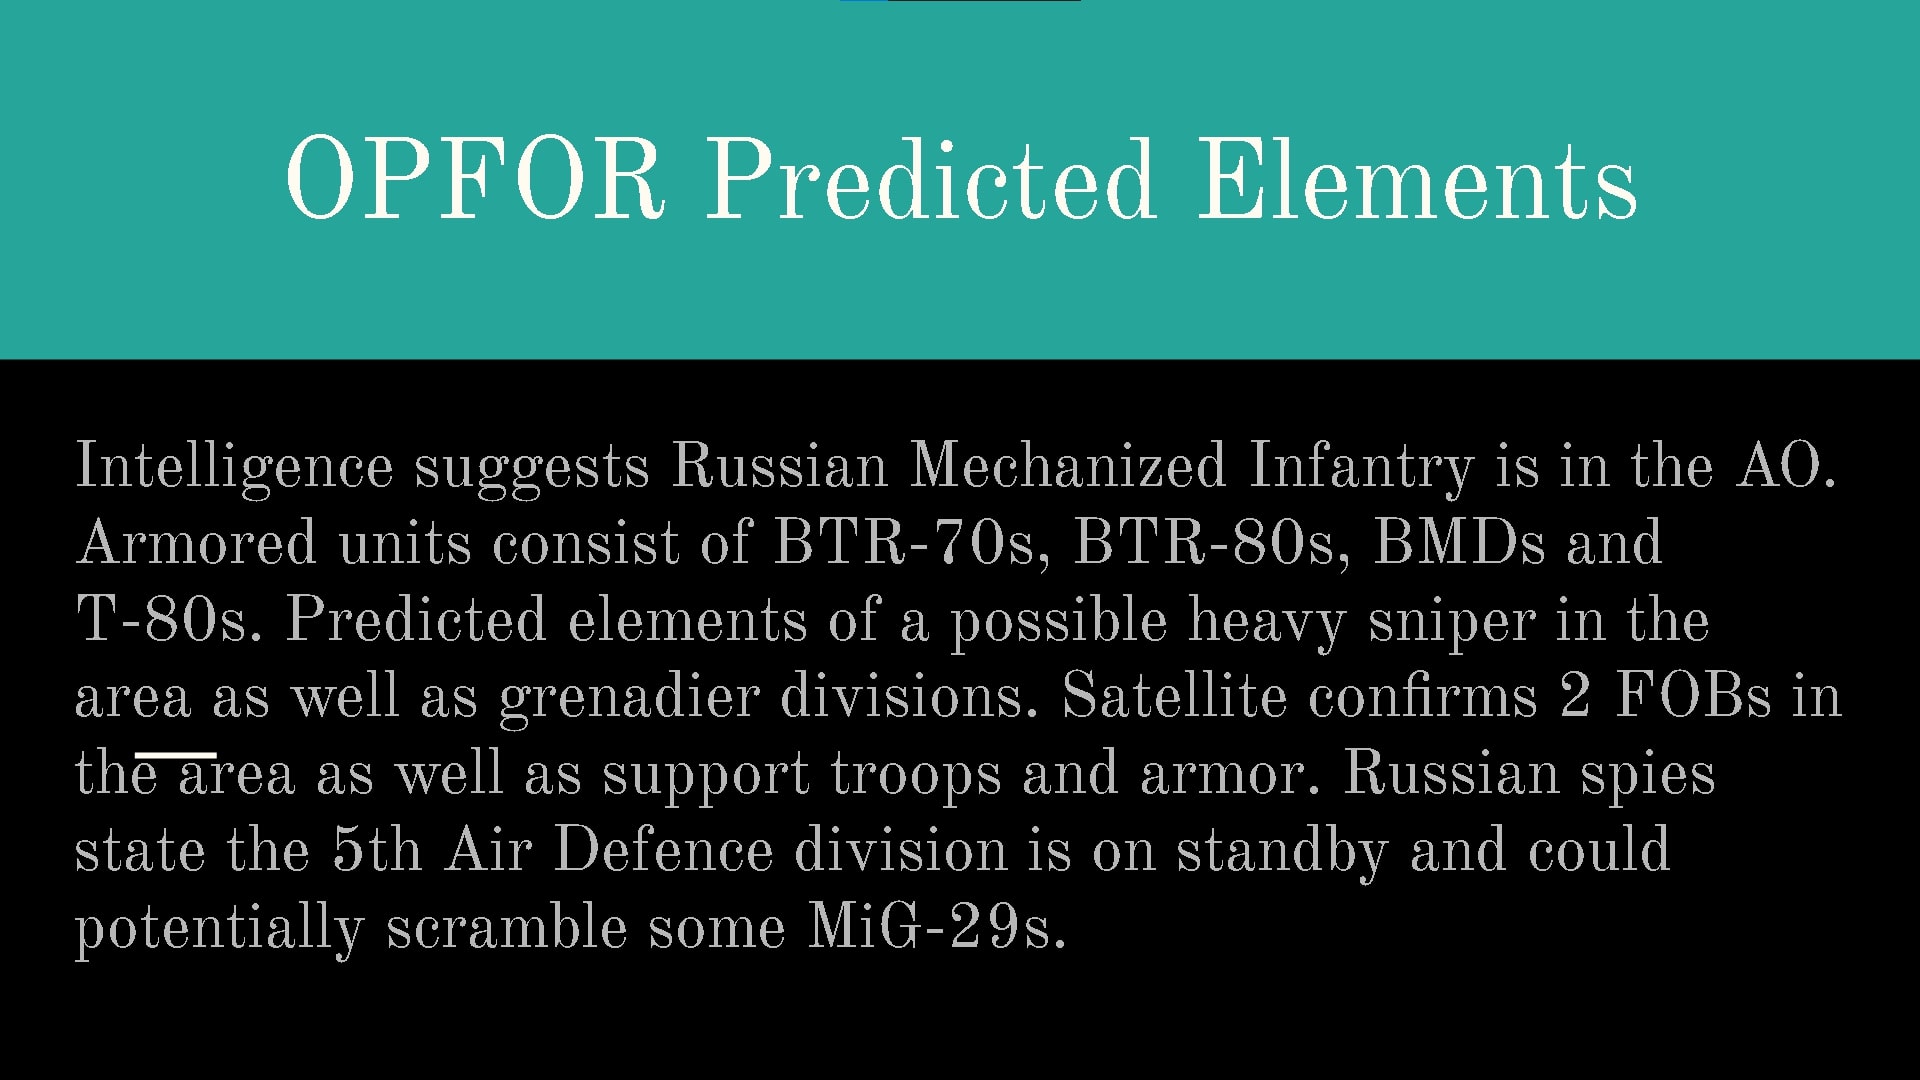 OPFOR Predicted Elements
Intelligence suggests Russian Mechanized Infantry is in the AO.
Armored units consist of BTR-70s, BTR-80s, BMDs and
T-80s. Predicted elements of a possible heavy sniper in the
area as well as grenadier divisions. Satellite confirms 2 FOBs in
the area as well as support troops and armor. Russian spies
state the 5th Air Defence division is on standby and could
potentially scramble some MiG-29s.